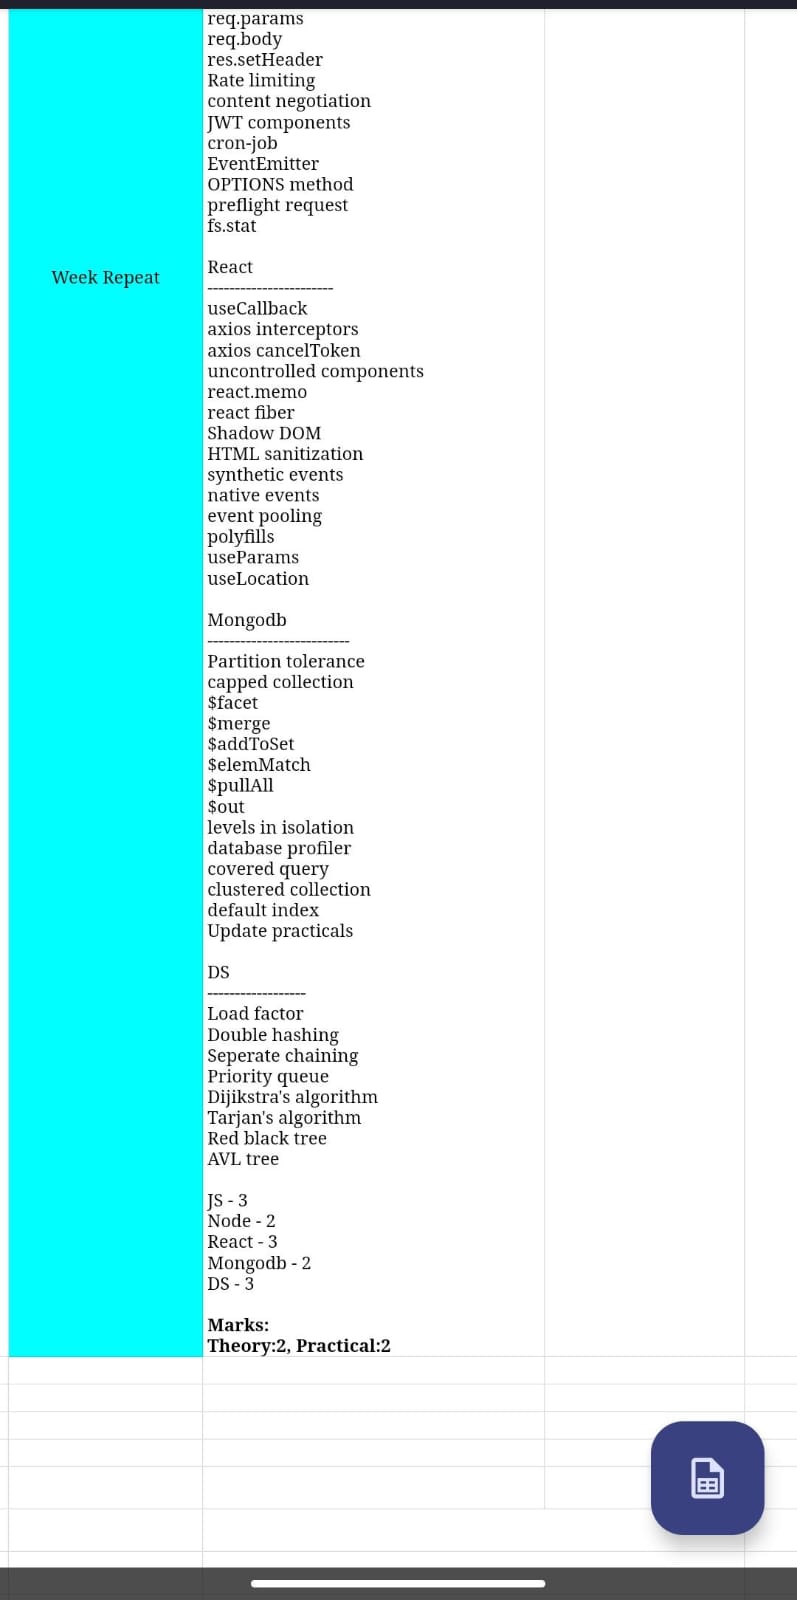 req.params
req.body
res.setHeader
Rate limiting
content negotiation
JWT components
cron-job
EventEmitter
OPTIONS method
preflight request
fs.stat
Week Repeat
React
-----------------------
useCallback
axios interceptors
axios cancelToken
uncontrolled components
react.memo
react fiber
Shadow DOM
HTML sanitization
synthetic events
native events
event pooling
polyfills
useParams
useLocation
Mongodb
--------------------------
Partition tolerance
capped collection
$facet
$merge
$addToSet
$elemMatch
$pullAll
$out
levels in isolation
database profiler
covered query
clustered collection
default index
Update practicals
DS
------------------
Load factor
Double hashing
Seperate chaining
Priority queue
Dijikstra's algorithm
Tarjan's algorithm
Red black tree
AVL tree
JS - 3
Node - 2
React - 3
Mongodb - 2
DS - 3
Marks:
Theory:2, Practical:2